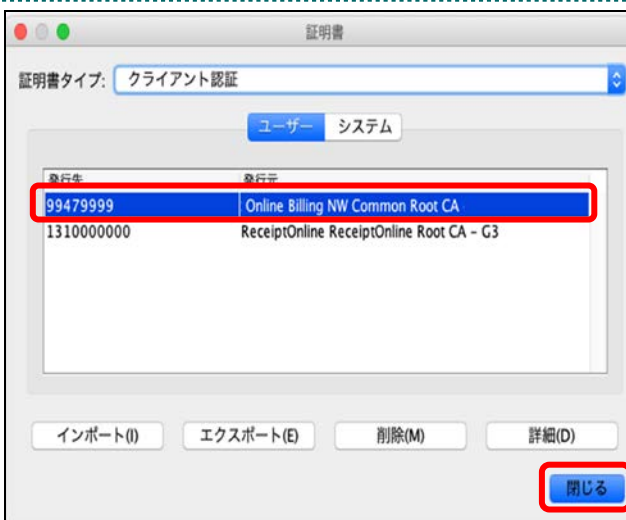 証明書
証明書タイプ: クライアント認証
ユーザー システム
発行先 発行元
99479999 Online Billing NW Common Root CA
1310000000 ReceiptOnline ReceiptOnline Root CA – G3
インポート(I) エクスポート(E) 削除(M) 詳細(D)
閉じる